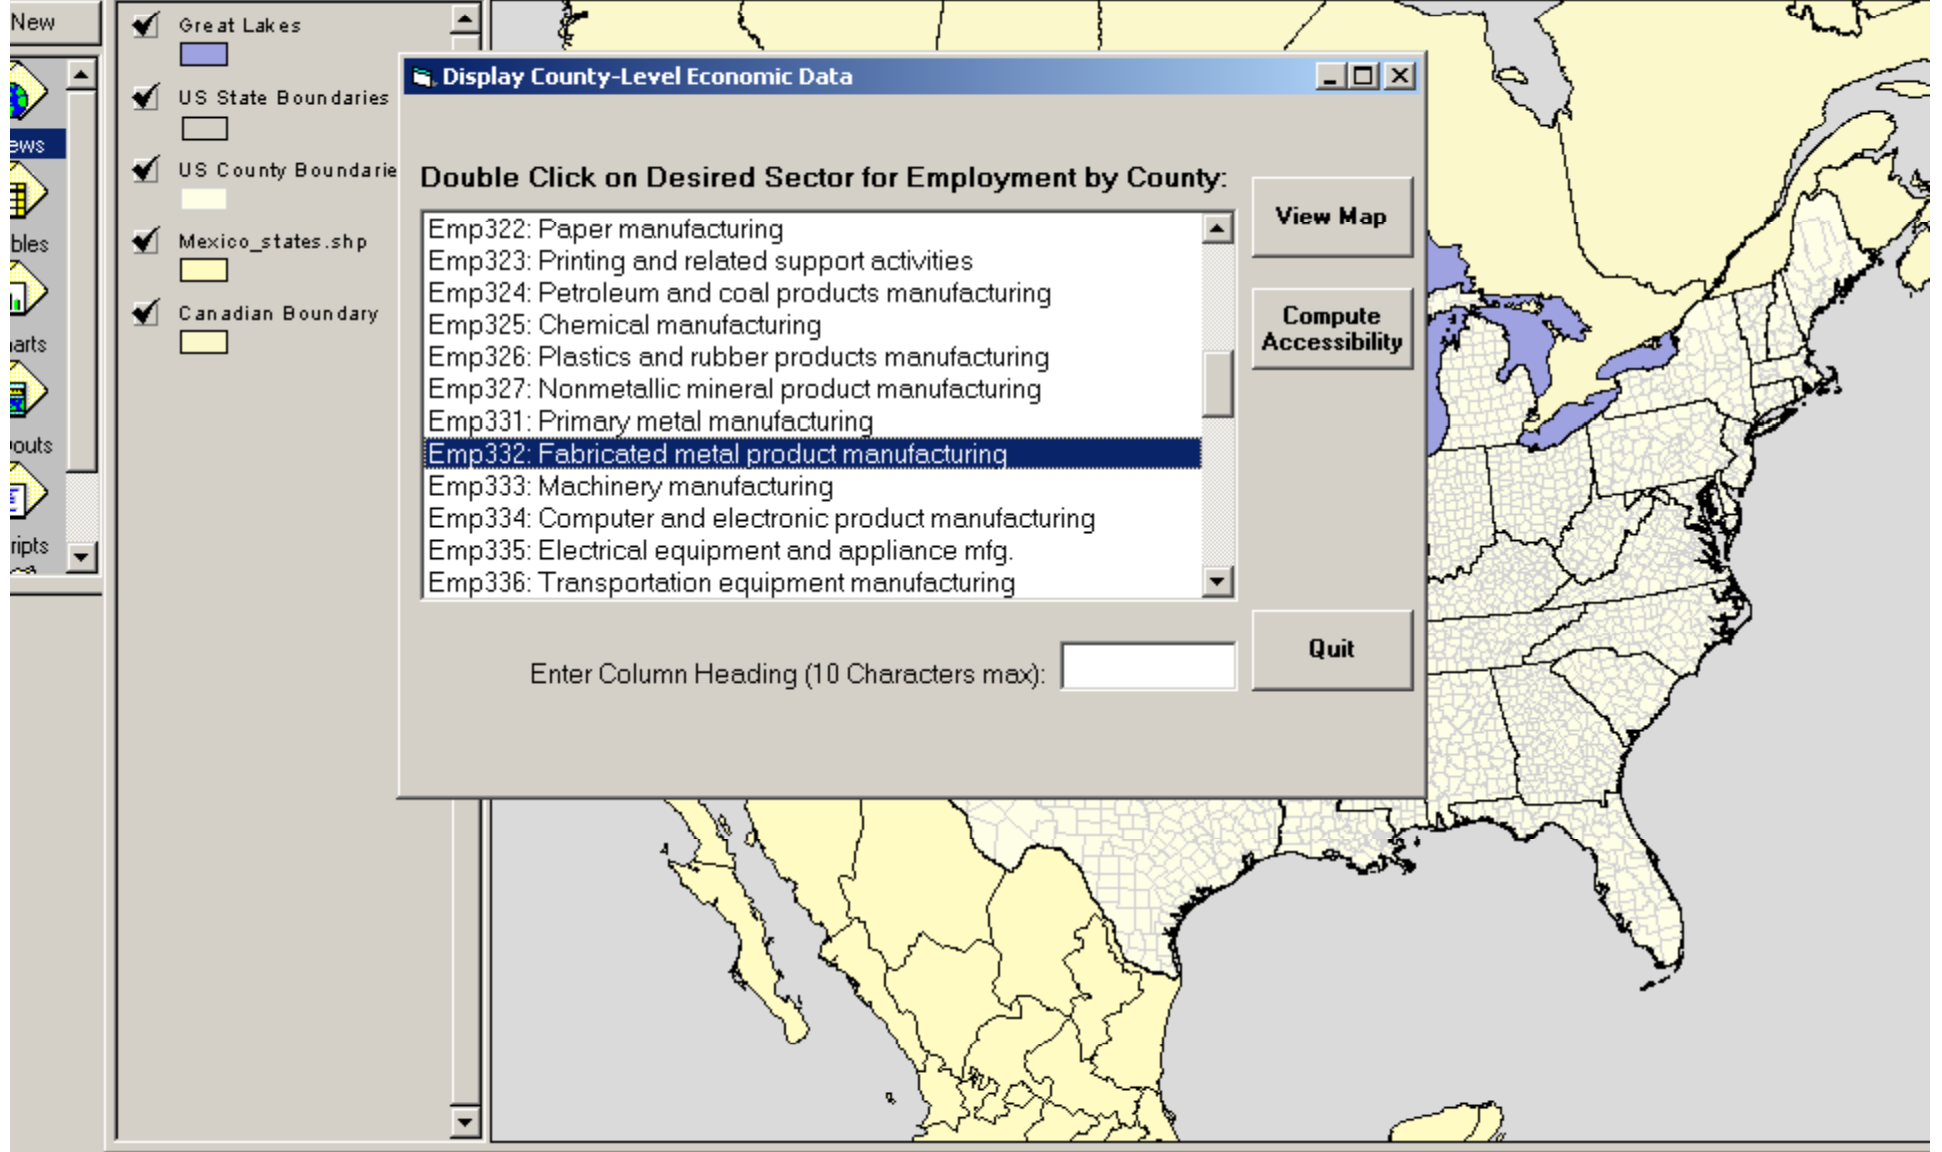 New
Great Lakes
US State Boundaries
US County Boundarie
Mexico_states.shp
Canadian Boundary
ews
bles
arts
outs
ripts
Display County-Level Economic Data
Double Click on Desired Sector for Employment by County:
Emp322: Paper manufacturing
Emp323: Printing and related support activities
Emp324: Petroleum and coal products manufacturing
Emp325: Chemical manufacturing
Emp326: Plastics and rubber products manufacturing
Emp327: Nonmetallic mineral product manufacturing
Emp331: Primary metal manufacturing
Emp332: Fabricated metal product manufacturing
Emp333: Machinery manufacturing
Emp334: Computer and electronic product manufacturing
Emp335: Electrical equipment and appliance mfg.
Emp336: Transportation equipment manufacturing
View Map
Compute
Accessibility
Enter Column Heading (10 Characters max):
Quit